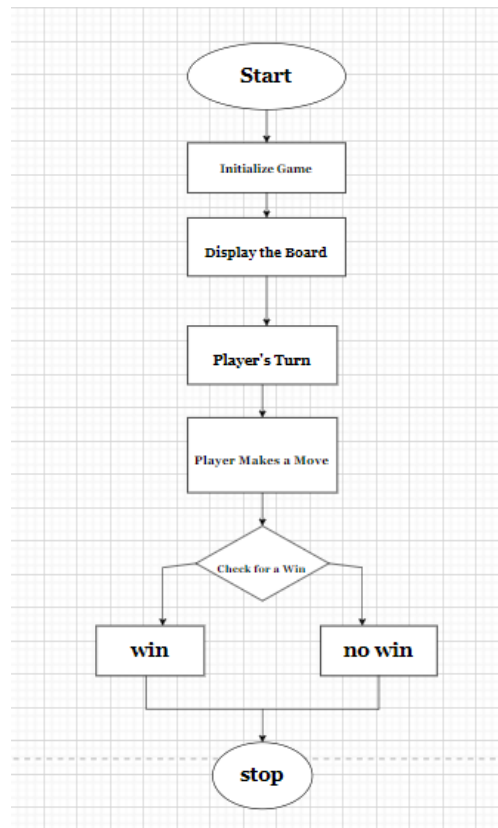 Start
Initialize Game
Display the Board
Player's Turn
Player Makes a Move
Check for a Win
win
no win
stop